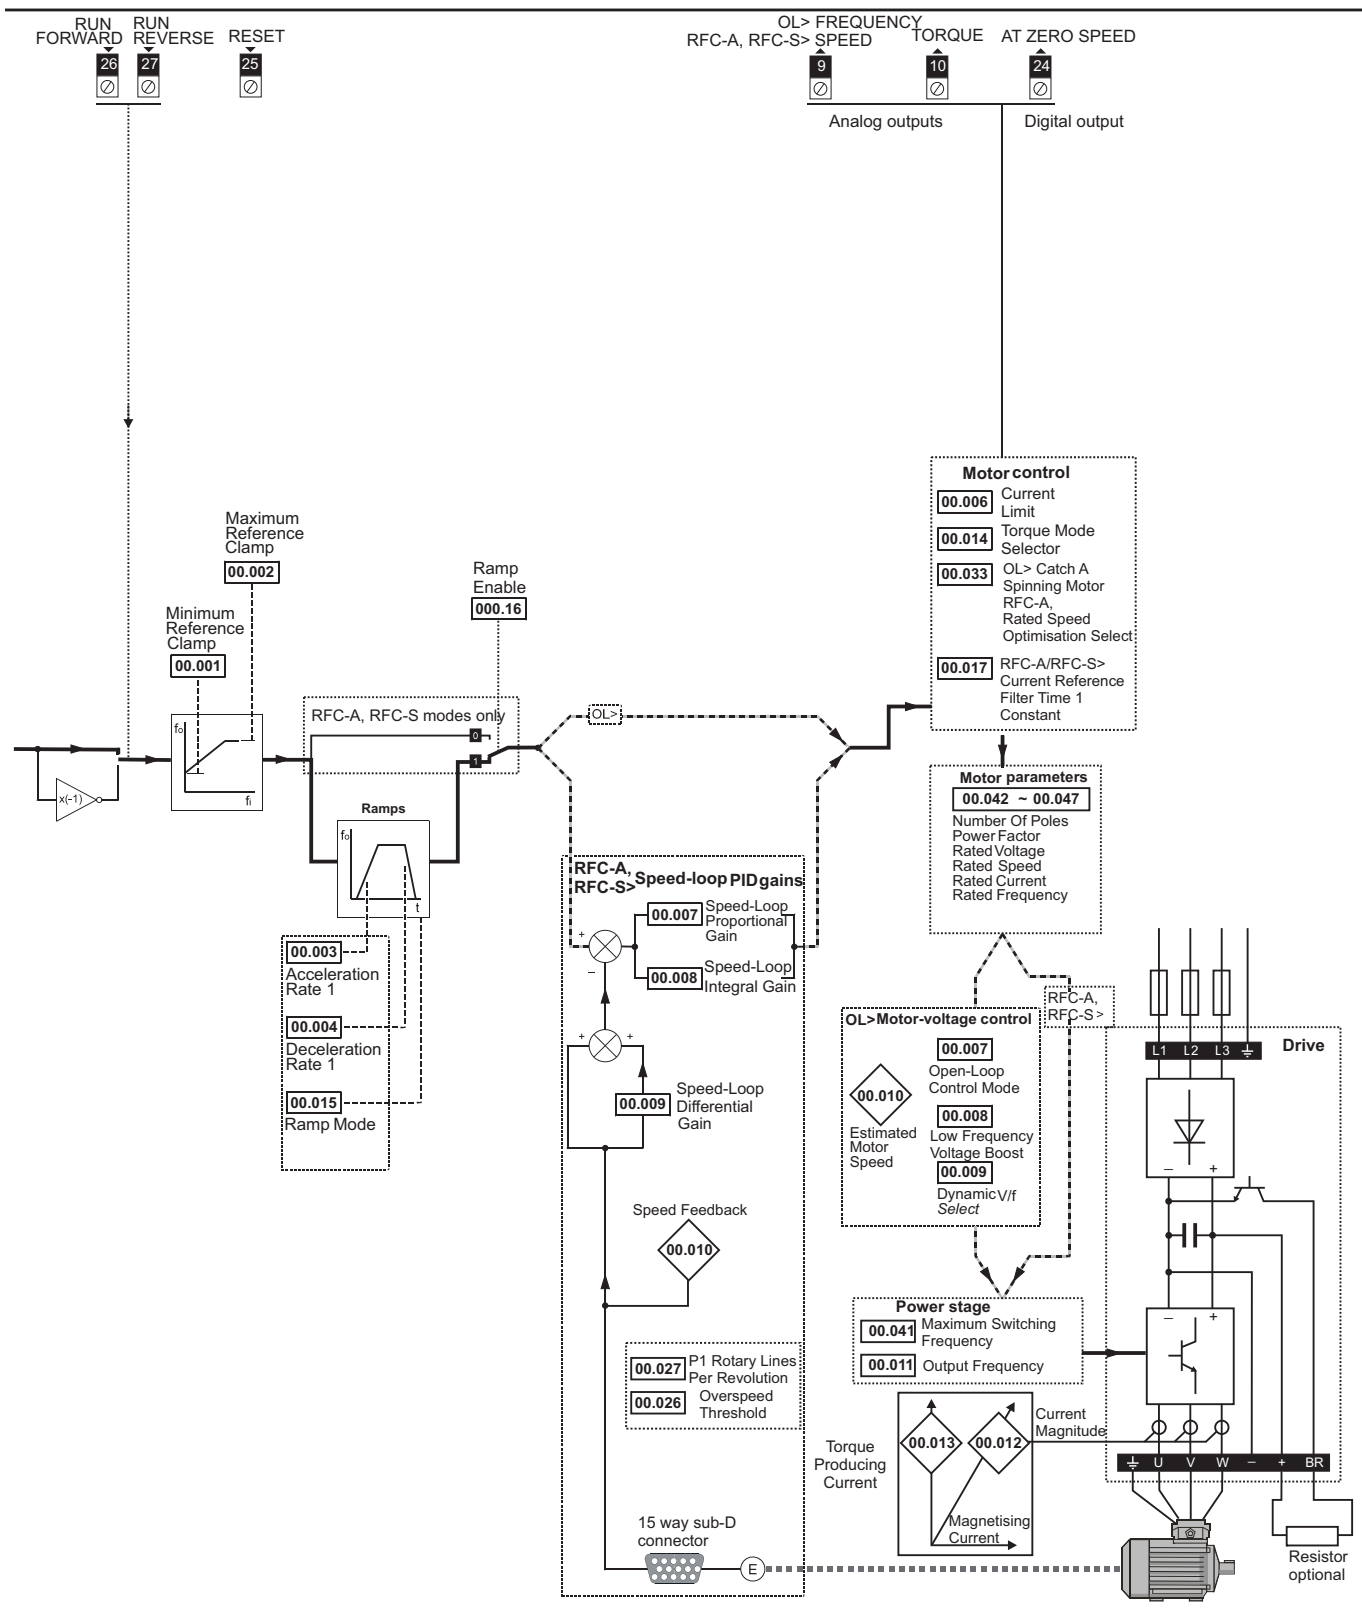 RUN
FORWARD
RUN
REVERSE
RESET
26
27
25
OL> FREQUENCY
RFC-A, RFC-S> SPEED
TORQUE
AT ZERO SPEED
9
10
24
Analog outputs
Digital output
Motor control
00.006
Current
Limit
00.014
Torque Mode
Selector
00.033
OL> Catch A
Spinning Motor
RFC-A,
Rated Speed
Optimisation Select
00.017
RFC-A/RFC-S>
Current Reference
Filter Time 1
Constant
Maximum
Reference
Clamp
00.002
Minimum
Reference
Clamp
00.001
Ramp
Enable
000.16
RFC-A, RFC-S modes only
0
1
OL>
fo
fi
x(-1)
Ramps
fo
t
00.003
Acceleration
Rate 1
00.004
Deceleration
Rate 1
00.015
Ramp Mode
Motor parameters
00.042 ~ 00.047
Number Of Poles
Power Factor
Rated Voltage
Rated Speed
Rated Current
Rated Frequency
RFC-A,
RFC-S> Speed-loop PID gains
00.007
Speed-Loop
Proportional
Gain
+
–
00.008
Speed-Loop
Integral Gain
+
+
00.009
Speed-Loop
Differential
Gain
Speed Feedback
00.010
00.027
P1 Rotary Lines
Per Revolution
00.026
Overspeed
Threshold
15 way sub-D
connector
E
RFC-A,
RFC-S >
OL> Motor-voltage control
00.007
Open-Loop
Control Mode
00.010
Estimated
Motor
Speed
00.008
Low Frequency
Voltage Boost
00.009
Dynamic V/f
Select
Power stage
00.041
Maximum Switching
Frequency
00.011
Output Frequency
00.013
00.012
Torque
Producing
Current
Current
Magnitude
Magnetising
Current
L1 L2 L3
Drive
– +
– +
U V W – + BR
Resistor
optional